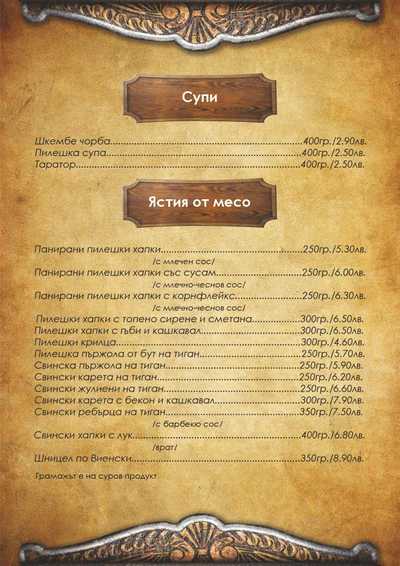 Супи
Шкембе чорба........................................................400гр./2.90лв.
Пилешка супа.........................................................400гр./2.50лв.
Таратор....................................................................400гр./2.50лв.
Ястия от месо
Панирани пилешки хапки.......................................250гр./5.30лв.
/с млечен сос/
Панирани пилешки хапки със сусам......................250гр./6.00лв.
/с млечно-чеснов сос/
Панирани пилешки хапки с корнфлейкс................250гр./6.30лв.
/с млечно-чеснов сос/
Пилешки хапки с топено сирене и сметана............300гр./6.50лв.
Пилешки хапки с гъби и кашкавал.........................300гр./6.50лв.
Пилешки крилца......................................................300гр./4.60лв.
Пилешка пържола от бут на тиган..........................250гр./5.70лв.
Свинска пържола на тиган.....................................250гр./5.90лв.
Свински карета на тиган.........................................250гр./6.20лв.
Свински жулиени на тиган......................................250гр./6.60лв.
Свински карета с бекон и кашкавал......................300гр./7.90лв.
Свински ребърца на тиган......................................350гр./7.50лв.
/с барбекю сос/
Свински хапки с лук.................................................400гр./6.80лв.
/врат/
Шницел по Виенски.................................................350гр./8.90лв.
Грамажът е на суров продукт